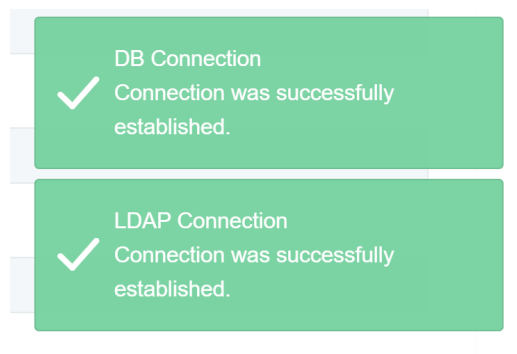 DB Connection
Connection was successfully
established.
LDAP Connection
Connection was successfully
established.